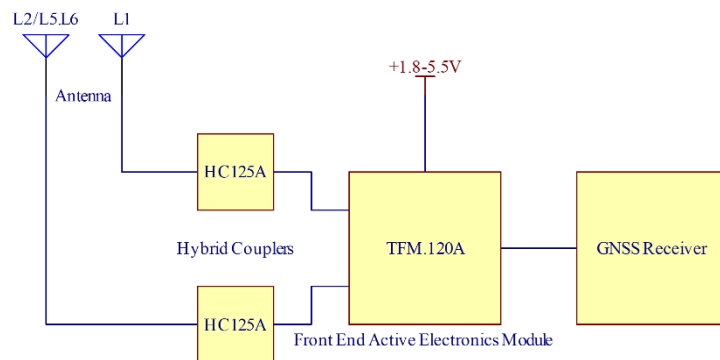 L2/L5.L6
L1
+1.8-5.5V
Antenna
HC125A
Hybrid Couplers
TFM.120A
GNSS Receiver
HC125A
Front End Active Electronics Module